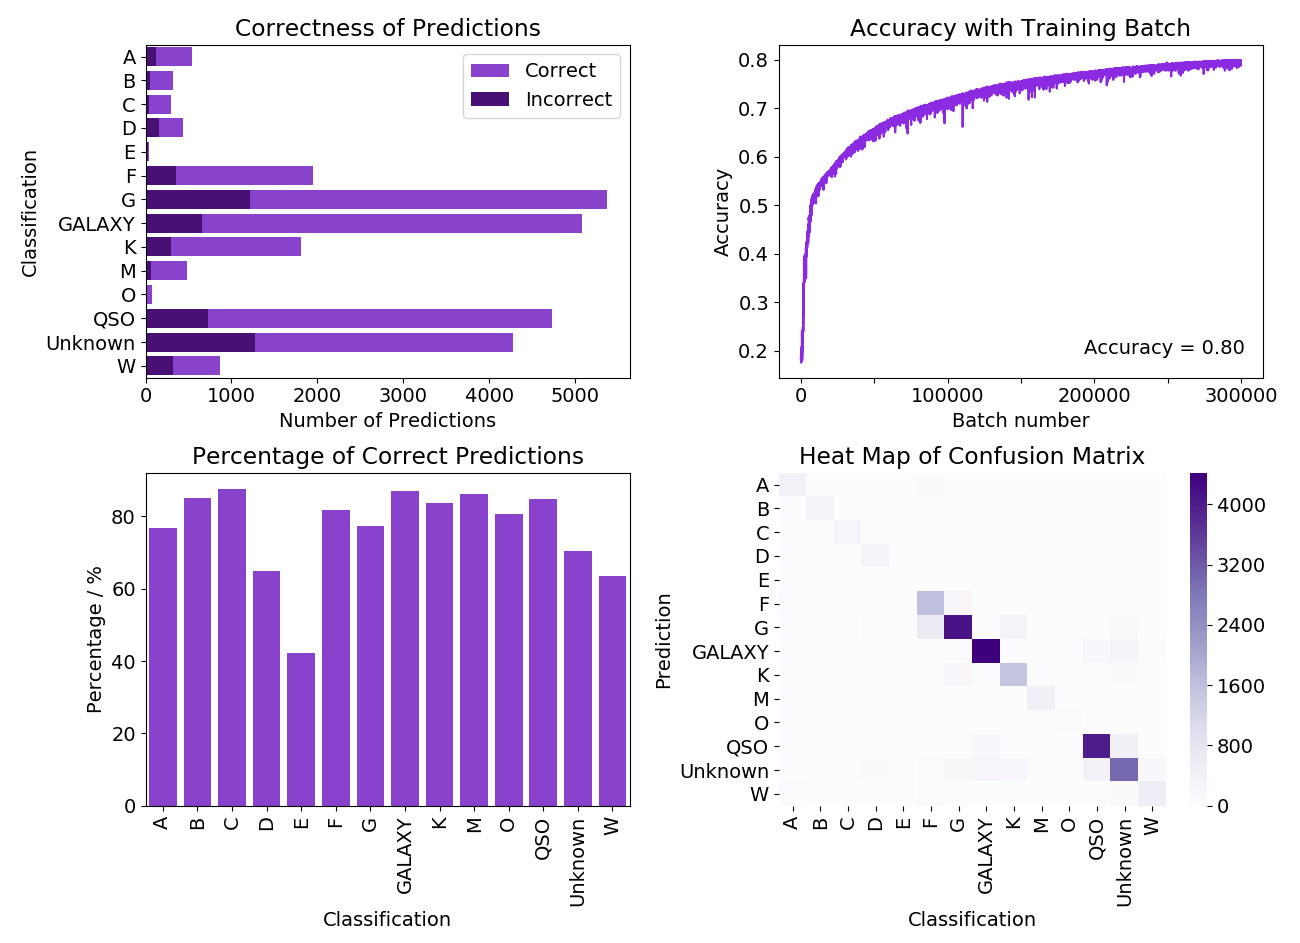 Correctness of Predictions
Classification
A
B
C
D
E
F
G
GALAXY
K
M
O
QSO
Unknown
W
Correct
Incorrect
0 1000 2000 3000 4000 5000
Number of Predictions
Accuracy with Training Batch
Accuracy
0.8
0.7
0.6
0.5
0.4
0.3
0.2
Accuracy = 0.80
0 100000 200000 300000
Batch number
Percentage of Correct Predictions
Percentage / %
80
60
40
20
0
A B C D E F G GALAXY K M O QSO Unknown W
Classification
Heat Map of Confusion Matrix
Prediction
A
B
C
D
E
F
G
GALAXY
K
M
O
QSO
Unknown
W
A B C D E F G GALAXY K M O QSO Unknown W
Classification
4000
3200
2400
1600
800
0